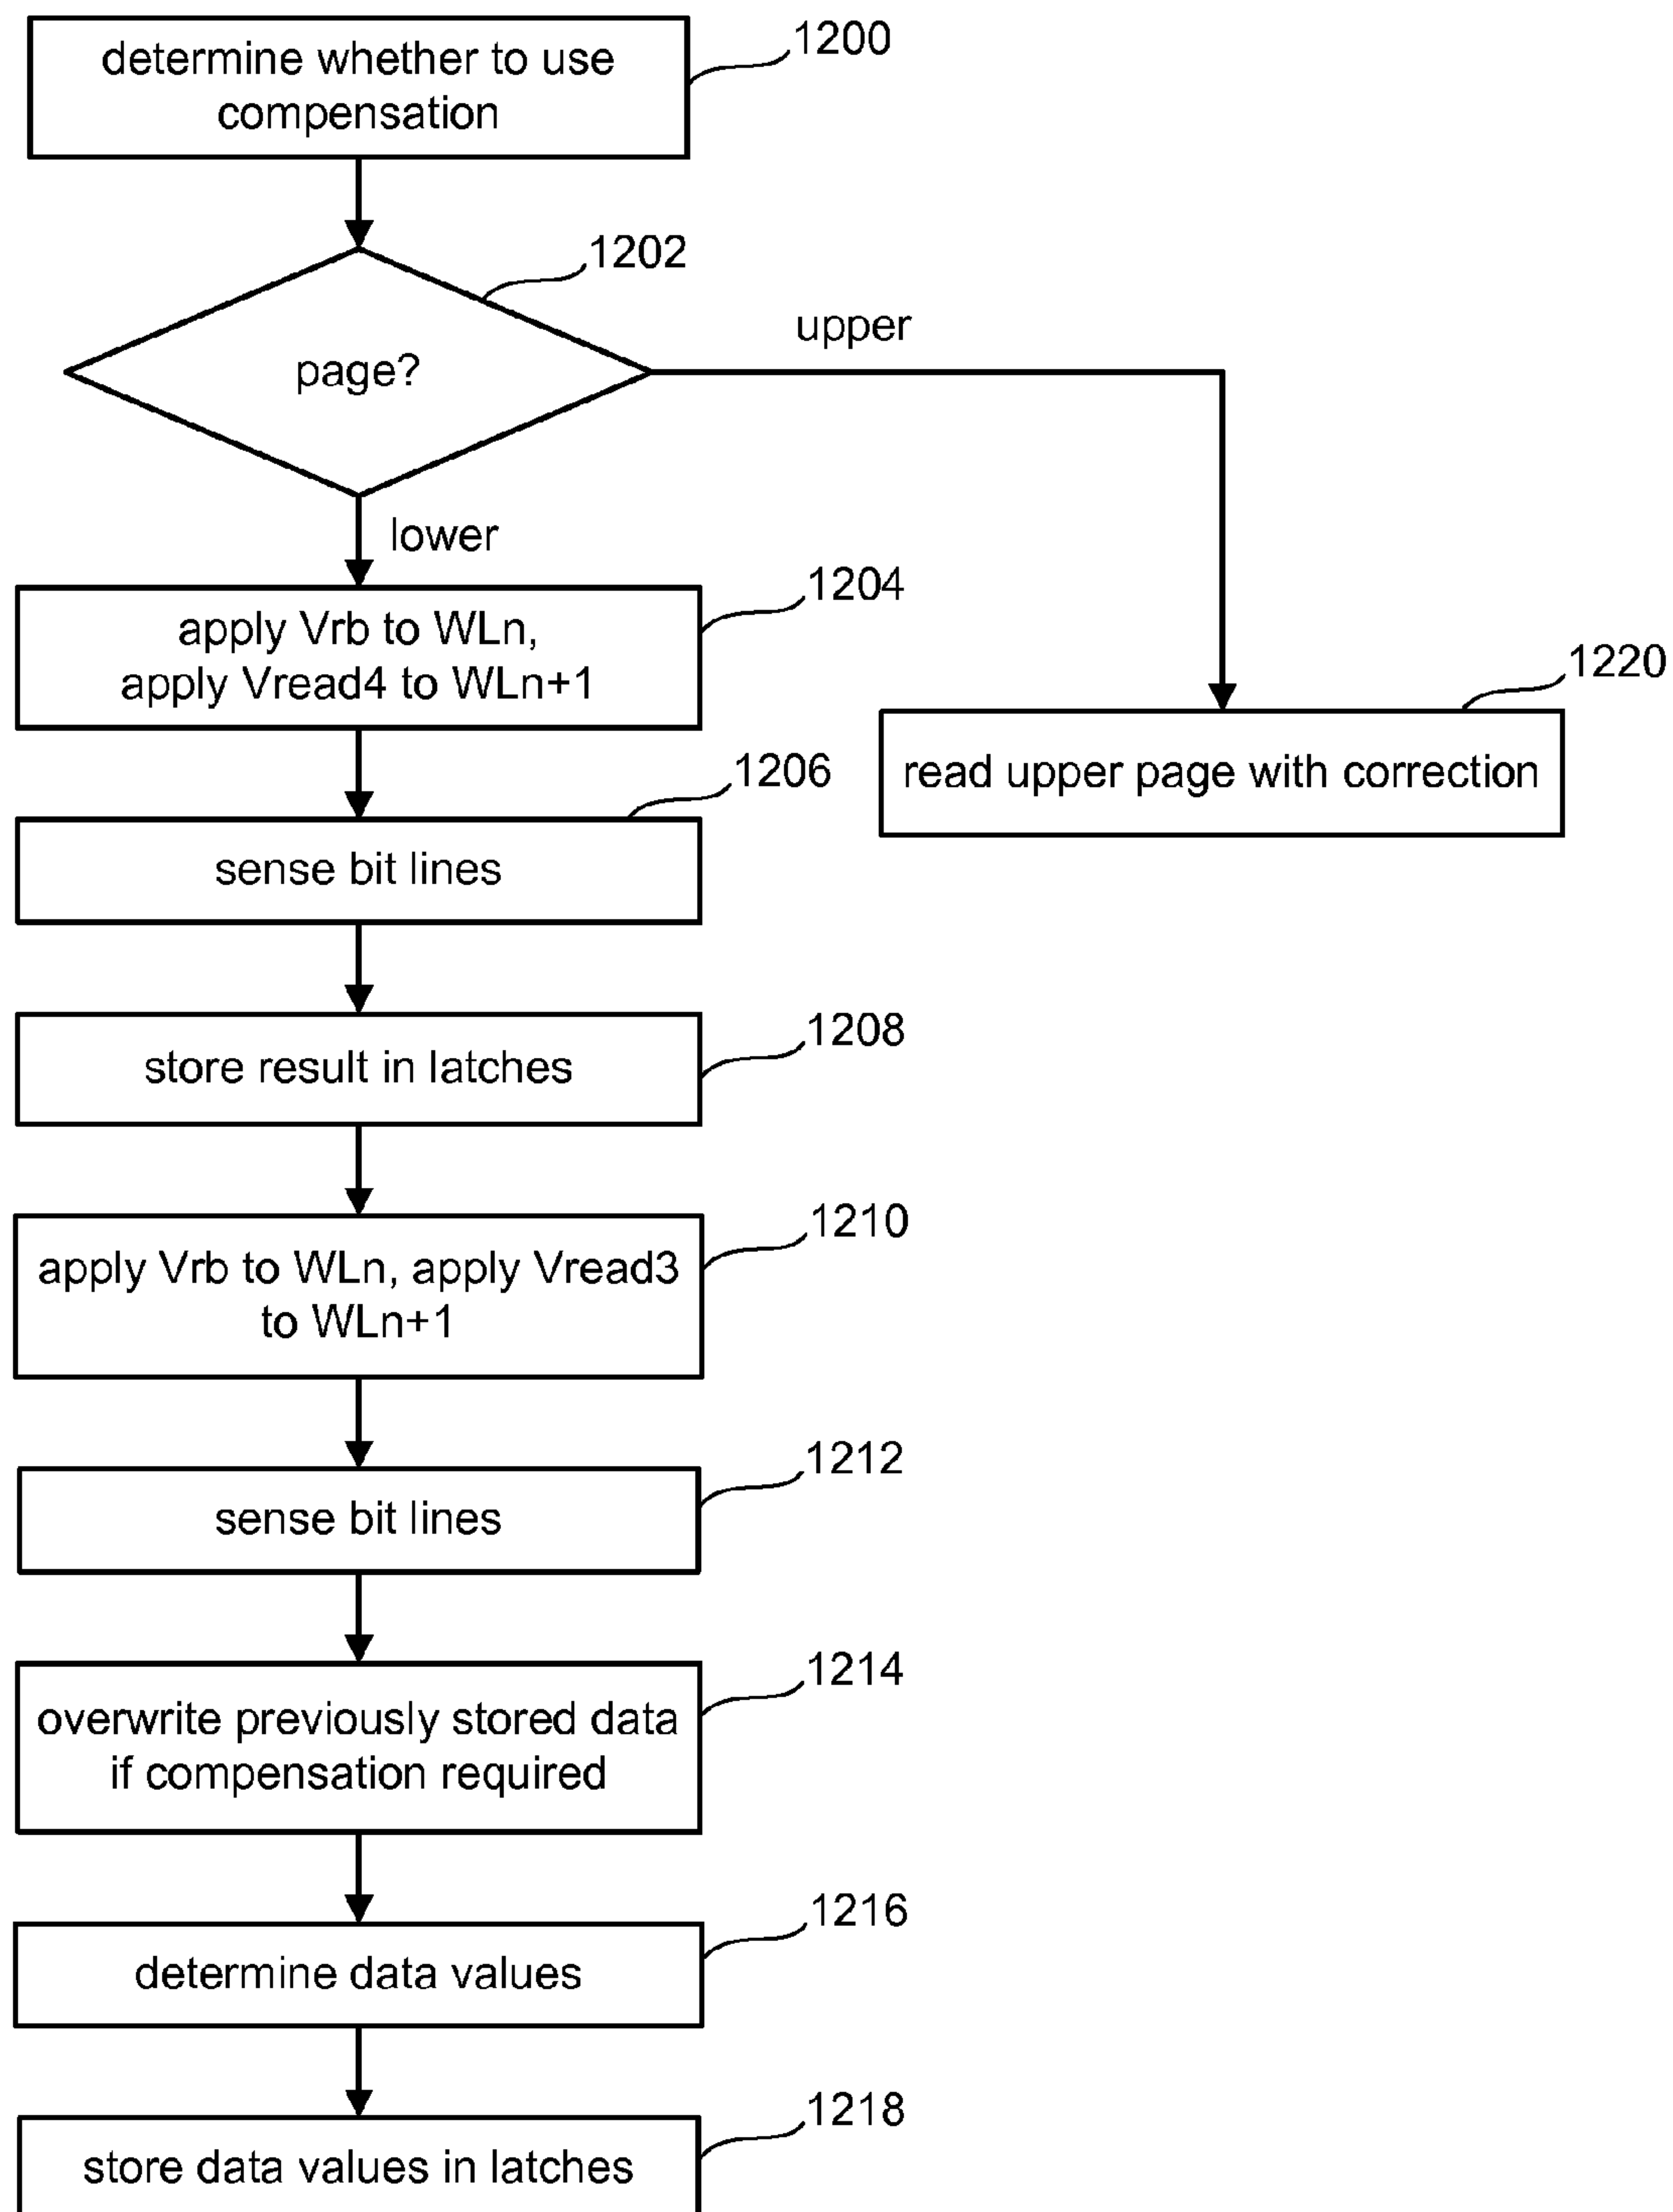 determine whether to use
compensation
1200
1202
page?
upper
lower
1204
apply Vrb to WLn,
apply Vread4 to WLn+1
1220
read upper page with correction
1206
sense bit lines
1208
store result in latches
1210
apply Vrb to WLn, apply Vread3
to WLn+1
1212
sense bit lines
1214
overwrite previously stored data
if compensation required
1216
determine data values
1218
store data values in latches